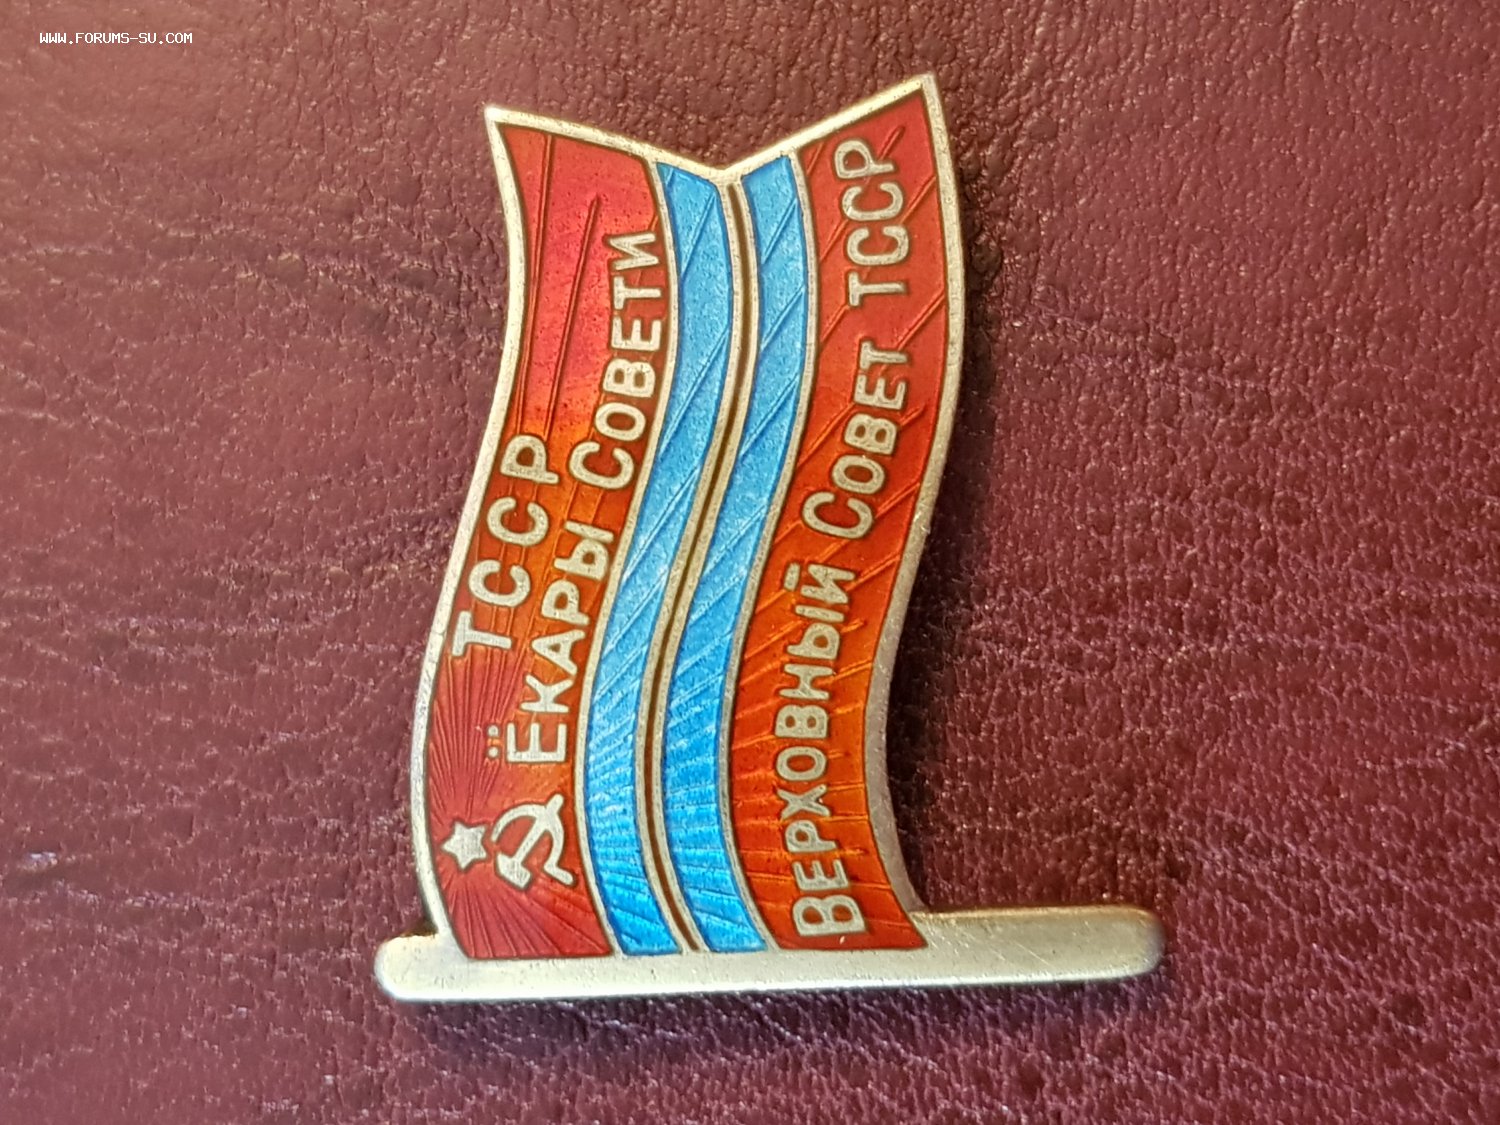 WWW.FORUMS-SU.COM
ТССР
ЁКАРЫ СОВЕТИ
ВЕРХОВНЫЙ СОВЕТ ТССР